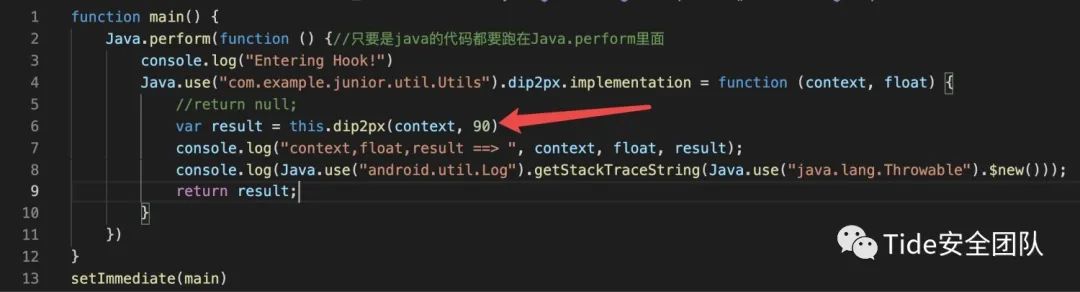 1 function main() {
2 Java.perform(function () {//只要是java的代码都要跑在Java.perform里面
3 console.log("Entering Hook!")
4 Java.use("com.example.junior.util.Utils").dip2px.implementation = function (context, float) {
5 //return null;
6 var result = this.dip2px(context, 90)
7 console.log("context,float,result ==> ", context, float, result);
8 console.log(Java.use("android.util.Log").getStackTraceString(Java.use("java.lang.Throwable").$new()));
9 return result;
10 }
11 })
12 }
13 setImmediate(main)
Tide安全团队